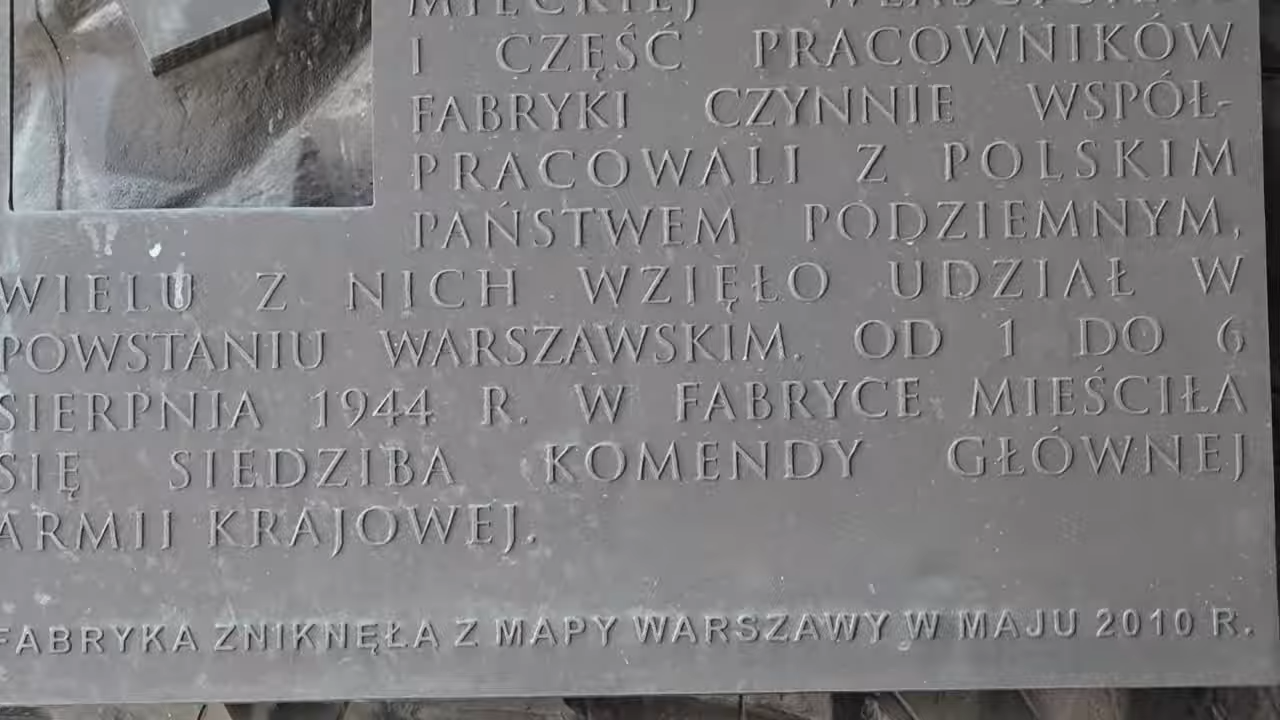 MIECKIEJ
I CZĘŚĆ PRACOWNIKÓW
FABRYKI CZYNNIE WSPÓŁ-
PRACOWALI Z POLSKIM
PAŃSTWEM PODZIEMNYM,
WIELU Z NICH WZIĘŁO UDZIAŁ W
POWSTANIU WARSZAWSKIM. OD 1 DO 6
SIERPNIA 1944 R. W FABRYCE MIEŚCIŁA
SIĘ SIEDZIBA KOMENDY GŁÓWNEJ
ARMII KRAJOWEJ.
FABRYKA ZNIKNĘŁA Z MAPY WARSZAWY W MAJU 2010 R.